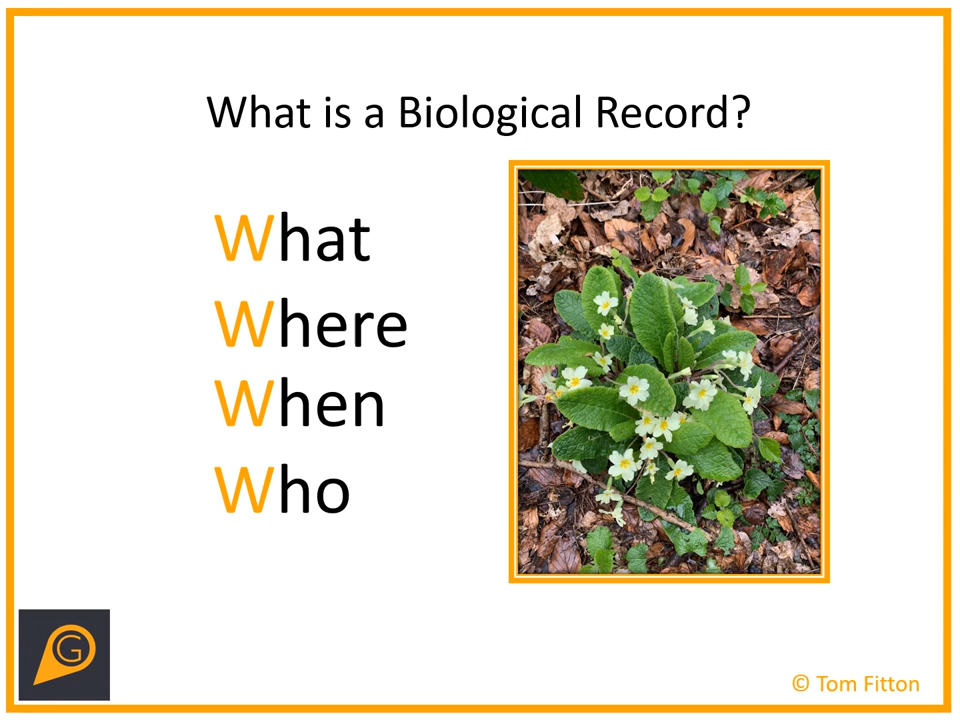 What is a Biological Record?
What
Where
When
Who
G
© Tom Fitton